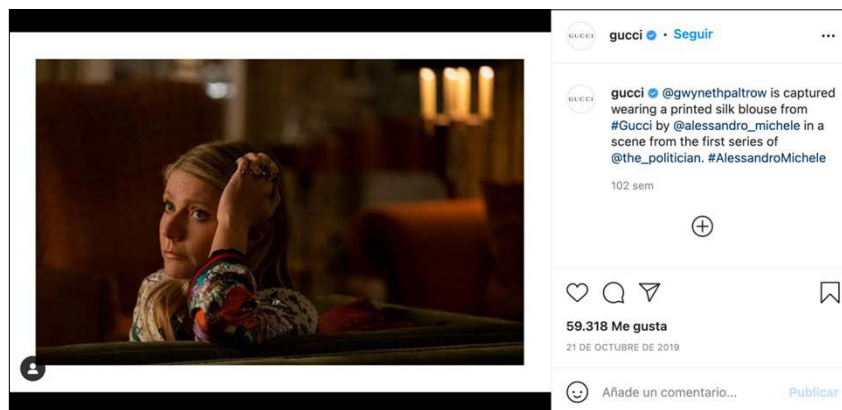 GUCCI
gucci • Seguir
GUCCI
gucci @gwynethpaltrow is captured
wearing a printed silk blouse from
#Gucci by @alessandro_michele in a
scene from the first series of
@the_politician. #AlessandroMichele
102 sem
59.318 Me gusta
21 DE OCTUBRE DE 2019
Añade un comentario...
Publicar